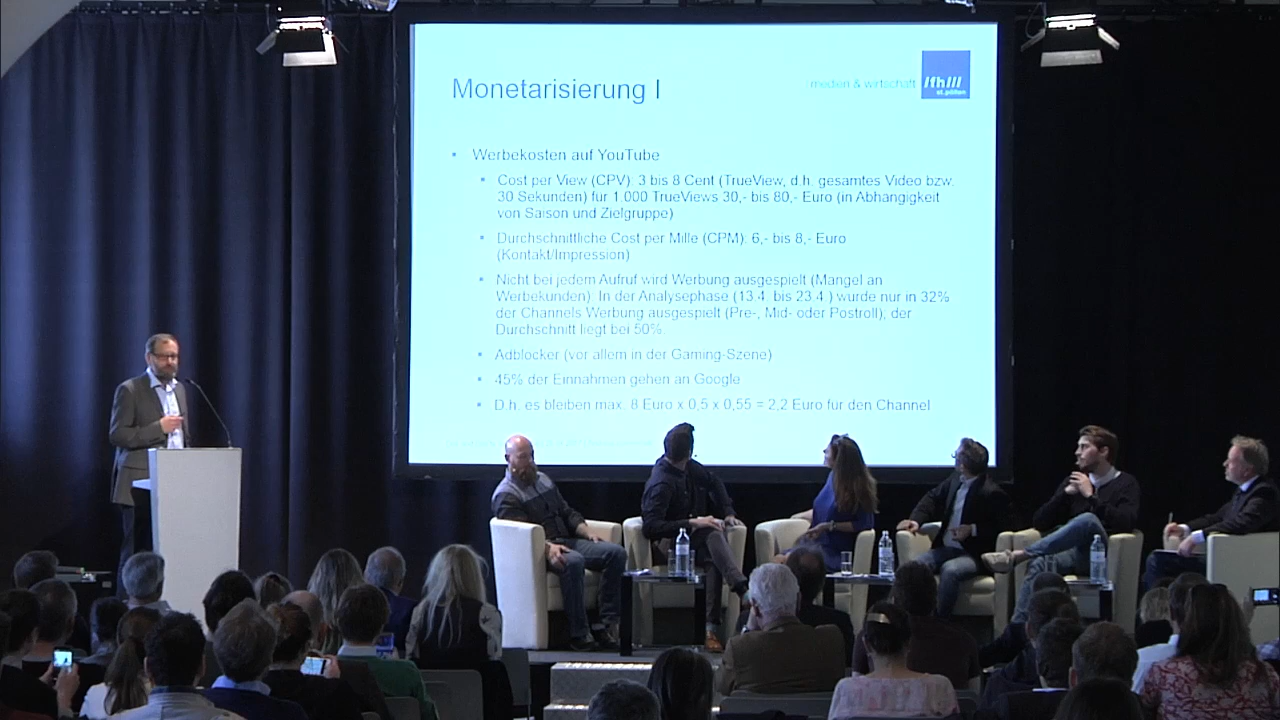 Monetarisierung I
medien & wirtschaft
/fh///
st.pölten
Werbekosten auf YouTube
Cost per View (CPV): 3 bis 8 Cent (TrueView, d.h. gesamtes Video bzw.
30 Sekunden) für 1.000 TrueViews 30,- bis 80,- Euro (in Abhängigkeit
von Saison und Zielgruppe)
Durchschnittliche Cost per Mille (CPM): 6,- bis 8,- Euro
(Kontakt/Impression)
Nicht bei jedem Aufruf wird Werbung ausgespielt (Mangel an
Werbekunden): In der Analysephase (13.4. bis 23.4.) wurde nur in 32%
der Channels Werbung ausgespielt (Pre-, Mid- oder Postroll); der
Durchschnitt liegt bei 50%.
Adblocker (vor allem in der Gaming-Szene)
45% der Einnahmen gehen an Google
D.h. es bleiben max. 8 Euro x 0,5 x 0,55 = 2,2 Euro für den Channel